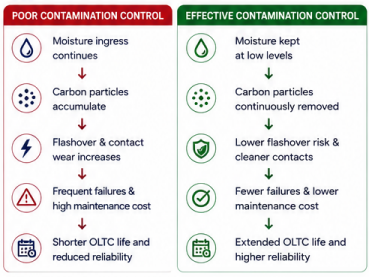 POOR CONTAMINATION CONTROL
Moisture ingress
continues
Carbon particles
accumulate
Flashover & contact
wear increases
Frequent failures &
high maintenance cost
Shorter OLTC life and
reduced reliability
EFFECTIVE CONTAMINATION CONTROL
Moisture kept
at low levels
Carbon particles
continuously removed
Lower flashover risk &
cleaner contacts
Fewer failures & lower
maintenance cost
Extended OLTC life and
higher reliability